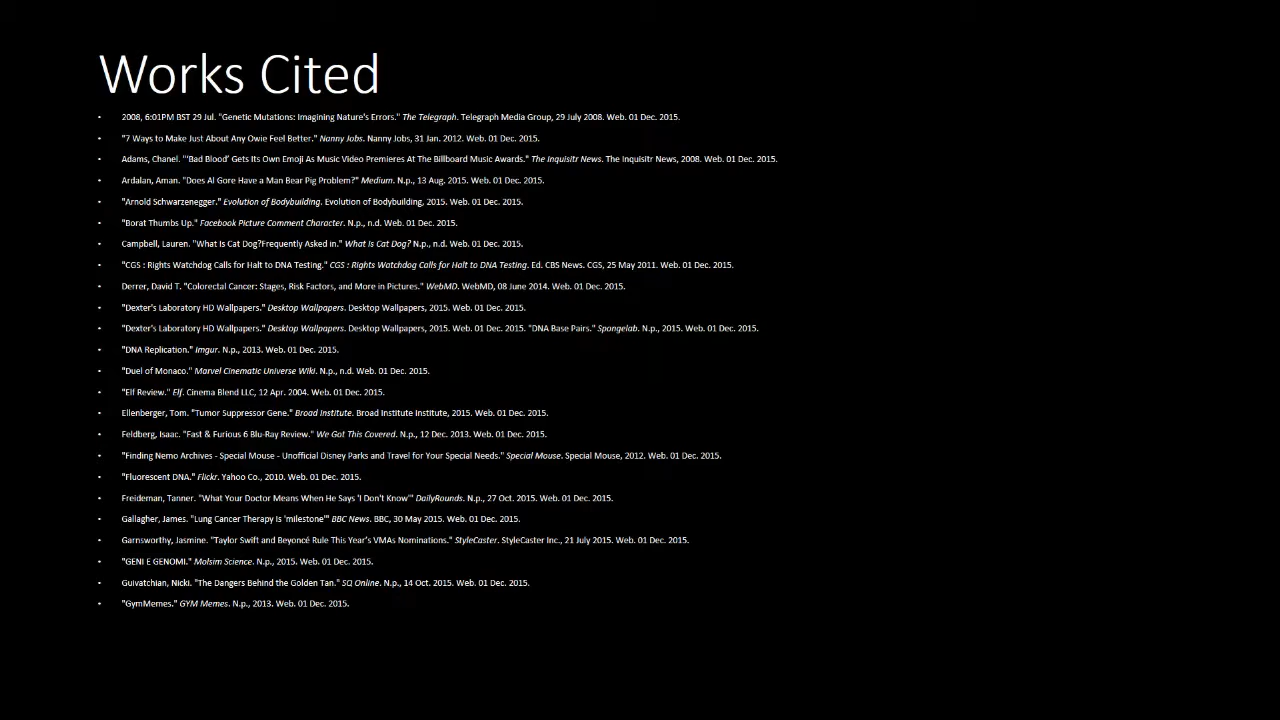 Works Cited
• 2008, 6:01PM BST 29 Jul. "Genetic Mutations: Imagining Nature's Errors." The Telegraph. Telegraph Media Group, 29 July 2008. Web. 01 Dec. 2015.
• "7 Ways to Make Just About Any Owie Feel Better." Nanny Jobs. Nanny Jobs, 31 Jan. 2012. Web. 01 Dec. 2015.
• Adams, Chanel. "'Bad Blood' Gets Its Own Emoji As Music Video Premieres At The Billboard Music Awards." The Inquisitr News. The Inquisitr News, 2008. Web. 01 Dec. 2015.
• Ardalan, Aman. "Does Al Gore Have a Man Bear Pig Problem?" Medium. N.p., 13 Aug. 2015. Web. 01 Dec. 2015.
• "Arnold Schwarzenegger." Evolution of Bodybuilding. Evolution of Bodybuilding, 2015. Web. 01 Dec. 2015.
• "Borat Thumbs Up." Facebook Picture Comment Character. N.p., n.d. Web. 01 Dec. 2015.
• Campbell, Lauren. "What Is Cat Dog?Frequently Asked in." What Is Cat Dog? N.p., n.d. Web. 01 Dec. 2015.
• "CGS : Rights Watchdog Calls for Halt to DNA Testing." CGS : Rights Watchdog Calls for Halt to DNA Testing. Ed. CBS News. CGS, 25 May 2011. Web. 01 Dec. 2015.
• Derrer, David T. "Colorectal Cancer: Stages, Risk Factors, and More in Pictures." WebMD. WebMD, 08 June 2014. Web. 01 Dec. 2015.
• "Dexter's Laboratory HD Wallpapers." Desktop Wallpapers. Desktop Wallpapers, 2015. Web. 01 Dec. 2015.
• "Dexter's Laboratory HD Wallpapers." Desktop Wallpapers. Desktop Wallpapers, 2015. Web. 01 Dec. 2015. "DNA Base Pairs." Spongelab. N.p., 2015. Web. 01 Dec. 2015.
• "DNA Replication." Imgur. N.p., 2013. Web. 01 Dec. 2015.
• "Duel of Monaco." Marvel Cinematic Universe Wiki. N.p., n.d. Web. 01 Dec. 2015.
• "Elf Review." Elf. Cinema Blend LLC, 12 Apr. 2004. Web. 01 Dec. 2015.
• Ellenberger, Tom. "Tumor Suppressor Gene." Broad Institute. Broad Institute Institute, 2015. Web. 01 Dec. 2015.
• Feldberg, Isaac. "Fast & Furious 6 Blu-Ray Review." We Got This Covered. N.p., 12 Dec. 2013. Web. 01 Dec. 2015.
• "Finding Nemo Archives - Special Mouse - Unofficial Disney Parks and Travel for Your Special Needs." Special Mouse. Special Mouse, 2012. Web. 01 Dec. 2015.
• "Fluorescent DNA." Flickr. Yahoo Co., 2010. Web. 01 Dec. 2015.
• Freideman, Tanner. "What Your Doctor Means When He Says 'I Don't Know'" DailyRounds. N.p., 27 Oct. 2015. Web. 01 Dec. 2015.
• Gallagher, James. "Lung Cancer Therapy Is 'milestone'" BBC News. BBC, 30 May 2015. Web. 01 Dec. 2015.
• Garnsworthy, Jasmine. "Taylor Swift and Beyoncé Rule This Year's VMAs Nominations." StyleCaster. StyleCaster Inc., 21 July 2015. Web. 01 Dec. 2015.
• "GENI E GENOMI." Molsim Science. N.p., 2015. Web. 01 Dec. 2015.
• Guivatchian, Nicki. "The Dangers Behind the Golden Tan." SQ Online. N.p., 14 Oct. 2015. Web. 01 Dec. 2015.
• "GymMemes." GYM Memes. N.p., 2013. Web. 01 Dec. 2015.